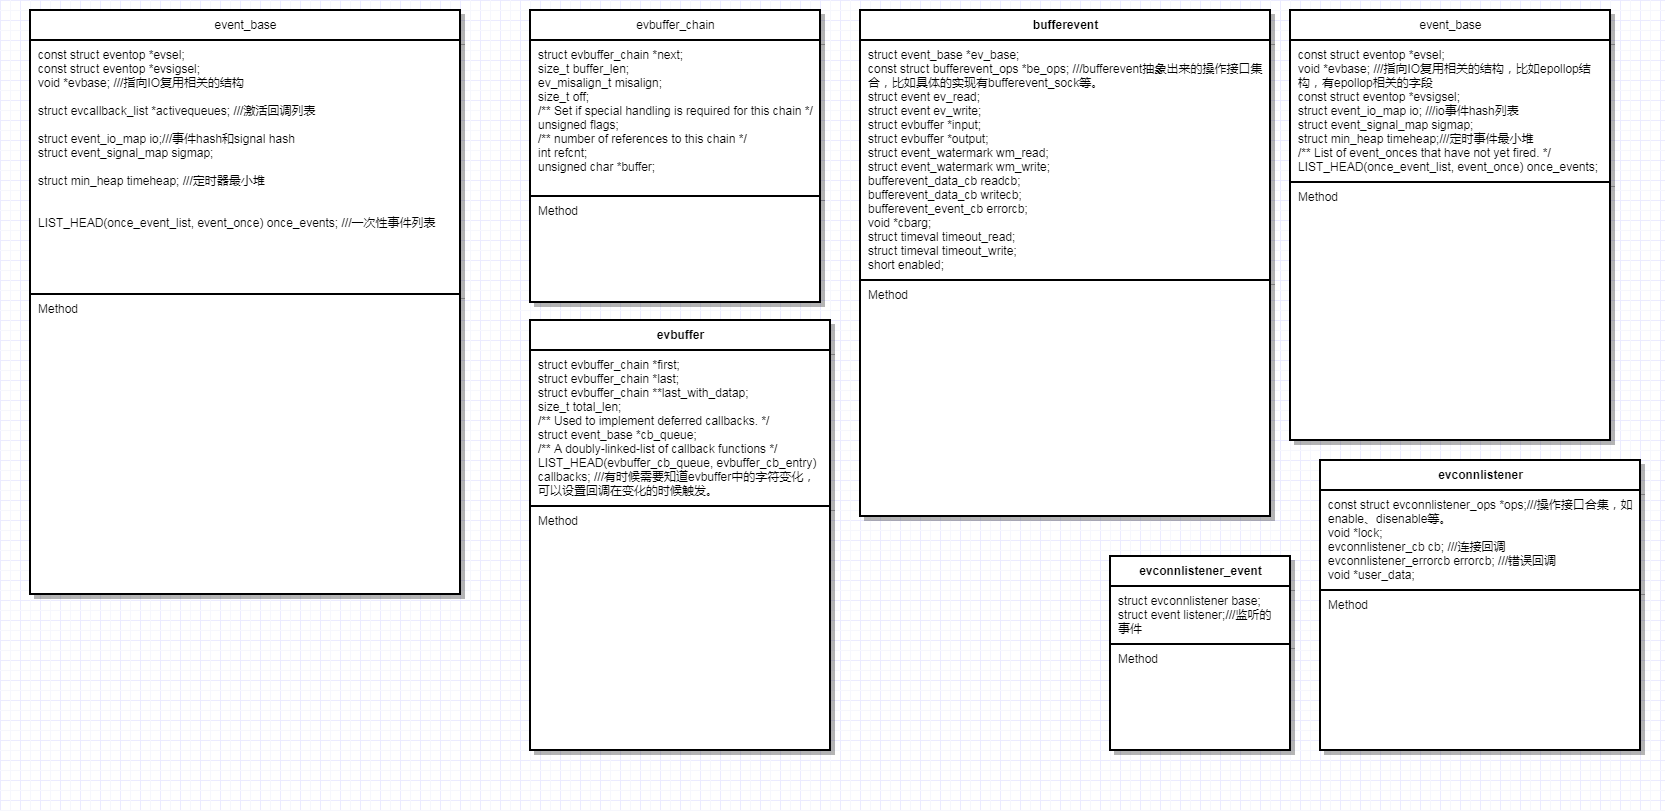 event_base
const struct eventop *evsel;
const struct eventop *evsigsel;
void *evbase; ///指向IO复用相关的结构
struct evcallback_list *activequeues; ///激活回调列表
struct event_io_map io;///事件hash和signal hash
struct event_signal_map sigmap;
struct min_heap timeheap; ///定时器最小堆
LIST_HEAD(once_event_list, event_once) once_events; ///一次性事件列表
Method
evbuffer_chain
struct evbuffer_chain *next;
size_t buffer_len;
ev_misalign_t misalign;
size_t off;
/** Set if special handling is required for this chain */
unsigned flags;
/** number of references to this chain */
int refcnt;
unsigned char *buffer;
Method
evbuffer
struct evbuffer_chain *first;
struct evbuffer_chain *last;
struct evbuffer_chain **last_with_datap;
size_t total_len;
/** Used to implement deferred callbacks. */
struct event_base *cb_queue;
/** A doubly-linked-list of callback functions */
LIST_HEAD(evbuffer_cb_queue, evbuffer_cb_entry)
callbacks; ///有时候需要知道evbuffer中的字符变化，
可以设置回调在变化的时候触发。
Method
bufferevent
struct event_base *ev_base;
const struct bufferevent_ops *be_ops; ///bufferevent抽象出来的操作接口集
合，比如具体的实现有bufferevent_sock等。
struct event ev_read;
struct event ev_write;
struct evbuffer *input;
struct evbuffer *output;
struct event_watermark wm_read;
struct event_watermark wm_write;
bufferevent_data_cb readcb;
bufferevent_data_cb writecb;
bufferevent_event_cb errorcb;
void *cbarg;
struct timeval timeout_read;
struct timeval timeout_write;
short enabled;
Method
event_base
const struct eventop *evsel;
void *evbase; ///指向IO复用相关的结构，比如epollop结
构，有epollop相关的字段
const struct eventop *evsigsel;
struct event_io_map io; ///io事件hash列表
struct event_signal_map sigmap;
struct min_heap timeheap;///定时事件最小堆
/** List of event_onces that have not yet fired. */
LIST_HEAD(once_event_list, event_once) once_events;
Method
evconnlistener_event
struct evconnlistener base;
struct event listener;///监听的
事件
Method
evconnlistener
const struct evconnlistener_ops *ops;///操作接口合集，如
enable、disenable等。
void *lock;
evconnlistener_cb cb; ///连接回调
evconnlistener_errorcb errorcb; ///错误回调
void *user_data;
Method